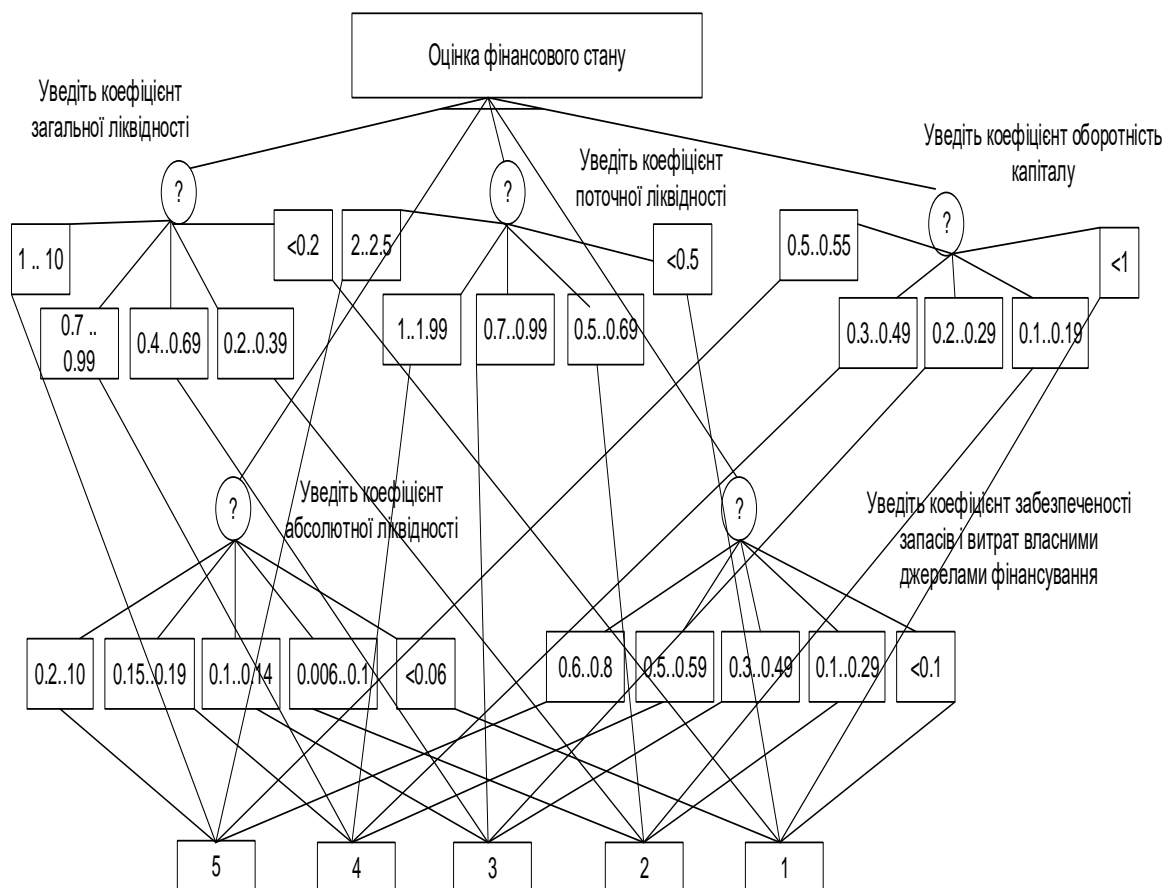 Оцінка фінансового стану
Уведіть коефіцієнт
загальної ліквідності
Уведіть коефіцієнт
поточної ліквідності
Уведіть коефіцієнт оборотність
капіталу
?
?
?
1 .. 10
<0.2
2..2.5
<0.5
0.5..0.55
<1
0.7 ..
0.99
0.4..0.69
0.2..0.39
1..1.99
0.7..0.99
0.5..0.69
0.3..0.49
0.2..0.29
0.1..0.19
?
Уведіть коефіцієнт
абсолютної ліквідності
?
Уведіть коефіцієнт забезпеченості
запасів і витрат власними
джерелами фінансування
0.2..10
0.15..0.19
0.1..0.14
0.006..0.1
<0.06
0.6..0.8
0.5..0.59
0.3..0.49
0.1..0.29
<0.1
5
4
3
2
1